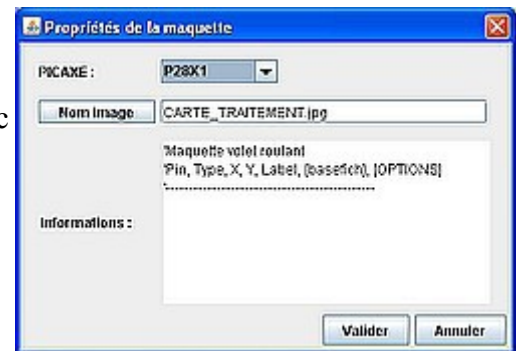 Propriétés de la maquette
PICAXE :
P28X1
c
Nom Image
CARTE_TRAITEMENT.jpg
'Maquette volet roulant
'Pin, Type, X, Y, Label, (basefich), [OPTIONS]
'--------------------------------------------------
Informations :
Valider
Annuler